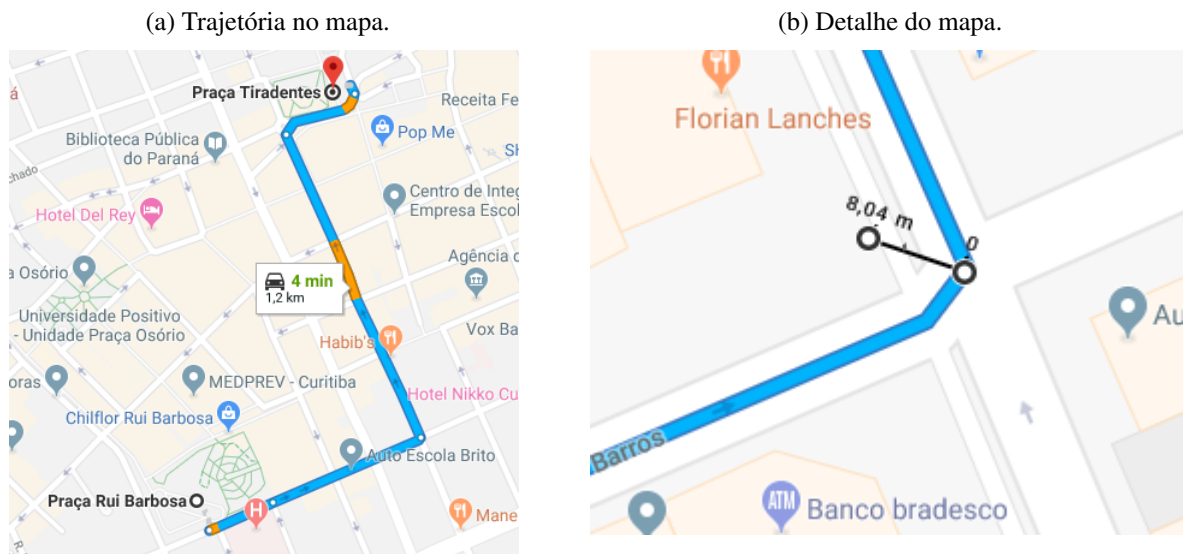 (a) Trajetória no mapa.
Praça Tiradentes
Receita Fe
á
Biblioteca Pública
do Paraná
Pop Me
SH
chado
Centro de Integ
Empresa Escol
Hotel Del Rey
a Osório
Agência d
4 min
1,2 km
Universidade Positivo
- Unidade Praça Osório
Vox Ba
Habib's
oras
MEDPREV - Curitiba
Hotel Nikko Cu
Chilflor Rui Barbosa
Auto Escola Brito
Praça Rui Barbosa
H
Mane
R.
(b) Detalhe do mapa.
Florian Lanches
8,04 m
0
Au
Barros
ATM
Banco bradesco